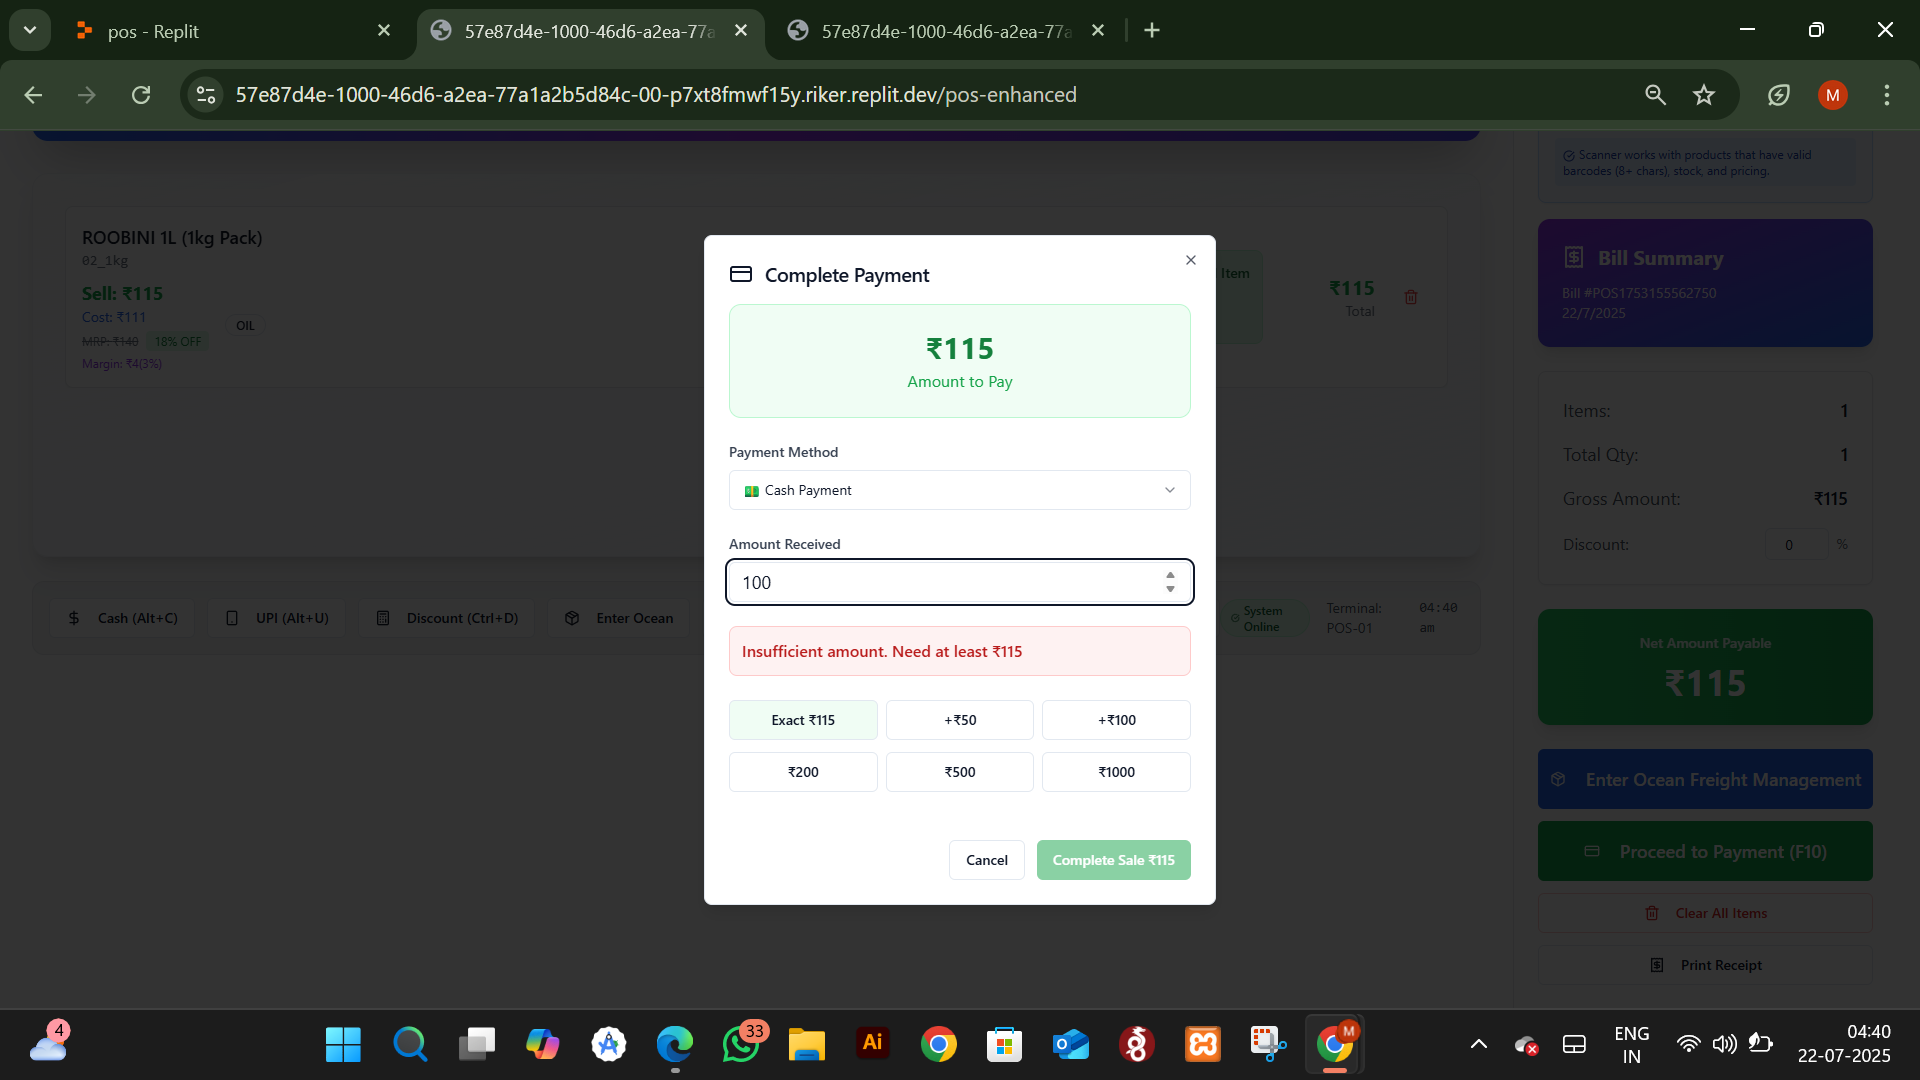 pos - Replit
57e87d4e-1000-46d6-a2ea-77a
57e87d4e-1000-46d6-a2ea-77a
57e87d4e-1000-46d6-a2ea-77a1a2b5d84c-00-p7xt8fmwf15y.riker.replit.dev/pos-enhanced
M
Scanner works with products that have valid
barcodes (8+ chars), stock, and pricing.
ROOBINI 1L (1kg Pack)
02_1kg
Sell: ₹115
Cost: ₹111
OIL
MRP: ₹140 18% OFF
Margin: ₹4(3%)
Item
₹115
Total
Bill Summary
Bill #POS1753155562750
22/7/2025
Items: 1
Total Qty: 1
Gross Amount: ₹115
Discount: 0 %
Complete Payment
₹115
Amount to Pay
Payment Method
Cash Payment
Amount Received
100
Insufficient amount. Need at least ₹115
Exact ₹115 +₹50 +₹100
₹200 ₹500 ₹1000
Cancel Complete Sale ₹115
Cash (Alt+C) UPI (Alt+U) Discount (Ctrl+D) Enter Ocean
System
Online
Terminal:
POS-01
04:40
am
Net Amount Payable
₹115
Enter Ocean Freight Management
Proceed to Payment (F10)
Clear All Items
Print Receipt
4
33
Ai
M
ENG
IN
04:40
22-07-2025